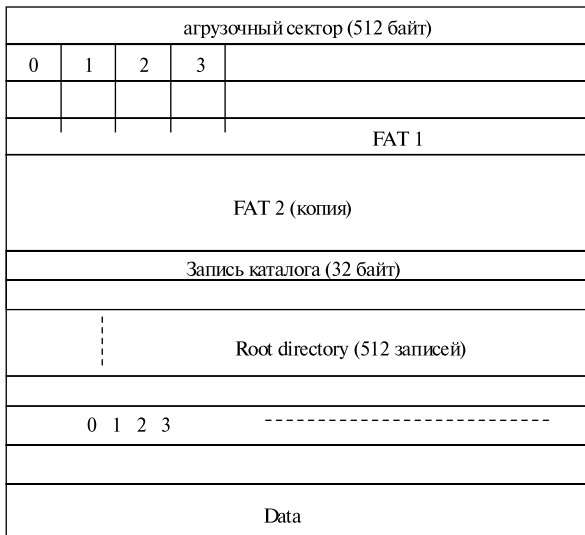 агрузочный сектор (512 байт)
0 1 2 3
FAT 1
FAT 2 (копия)
Запись каталога (32 байт)
Root directory (512 записей)
0 1 2 3
Data